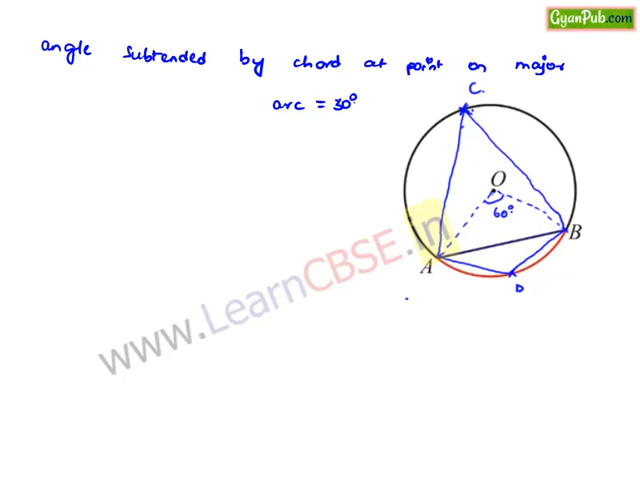 GyanPub.com
angle subtended by chord at point on major
arc = 30°
C.
O
60°
B
A
D
www.LearnCBSE.in